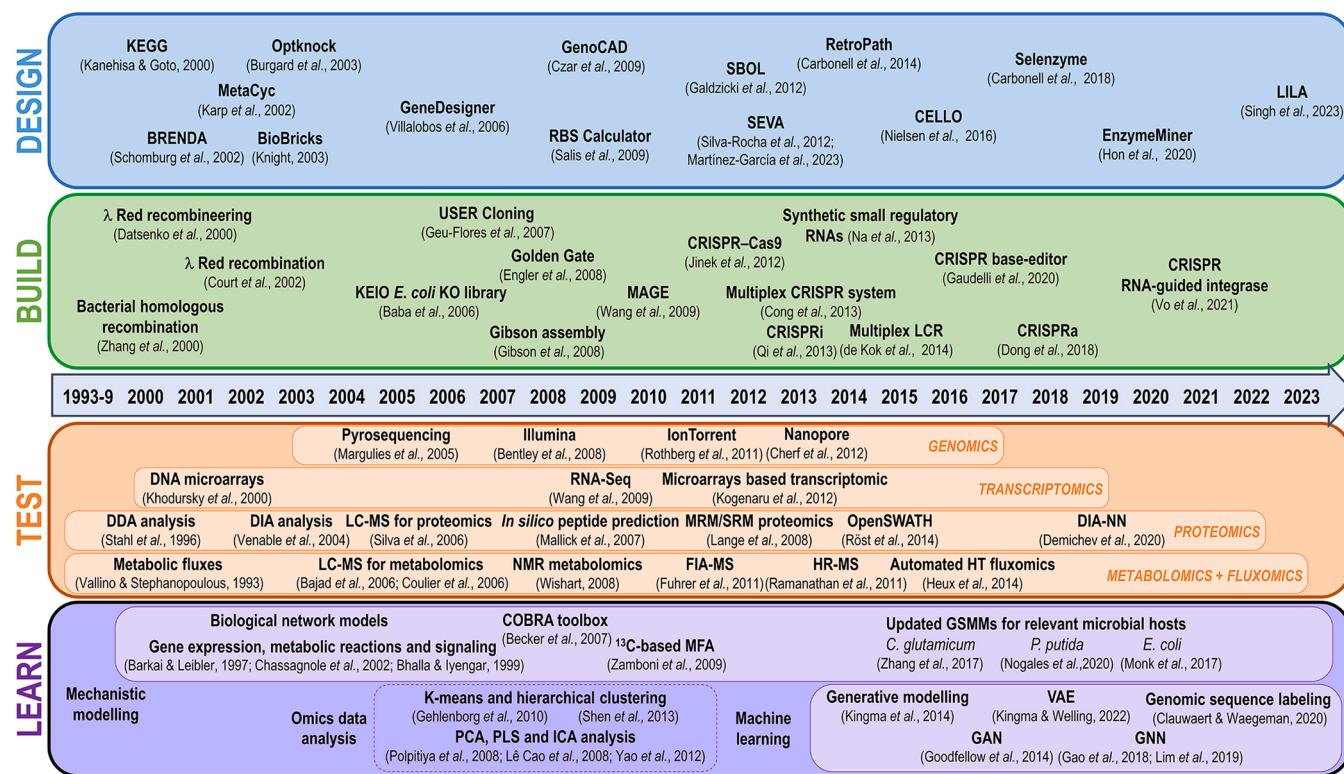 DESIGN
KEGG
(Kanehisa & Goto, 2000)
Optknock
(Burgard et al., 2003)
MetaCyc
(Karp et al., 2002)
BRENDA
(Schomburg et al., 2002)
BioBricks
(Knight, 2003)
GeneDesigner
(Villalobos et al., 2006)
GenoCAD
(Czar et al., 2009)
RBS Calculator
(Salis et al., 2009)
SBOL
(Galdzicki et al., 2012)
SEVA
(Silva-Rocha et al., 2012;
Martínez-García et al., 2023)
RetroPath
(Carbonell et al., 2014)
CELLO
(Nielsen et al., 2016)
Selenzyme
(Carbonell et al., 2018)
EnzymeMiner
(Hon et al., 2020)
LILA
(Singh et al., 2023)
BUILD
λ Red recombineering
(Datsenko et al., 2000)
λ Red recombination
(Court et al., 2002)
Bacterial homologous
recombination
(Zhang et al., 2000)
USER Cloning
(Geu-Flores et al., 2007)
Golden Gate
(Engler et al., 2008)
KEIO E. coli KO library
(Baba et al., 2006)
Gibson assembly
(Gibson et al., 2008)
MAGE
(Wang et al., 2009)
CRISPR–Cas9
(Jinek et al., 2012)
Synthetic small regulatory
RNAs (Na et al., 2013)
Multiplex CRISPR system
(Cong et al., 2013)
CRISPRi
(Qi et al., 2013)
Multiplex LCR
(de Kok et al., 2014)
CRISPR base-editor
(Gaudelli et al., 2020)
CRISPRa
(Dong et al., 2018)
CRISPR
RNA-guided integrase
(Vo et al., 2021)
1993-9 2000 2001 2002 2003 2004 2005 2006 2007 2008 2009 2010 2011 2012 2013 2014 2015 2016 2017 2018 2019 2020 2021 2022 2023
TEST
Pyrosequencing
(Margulies et al., 2005)
Illumina
(Bentley et al., 2008)
IonTorrent
(Rothberg et al., 2011)
Nanopore
(Cherf et al., 2012)
GENOMICS
DNA microarrays
(Khodursky et al., 2000)
RNA-Seq
(Wang et al., 2009)
Microarrays based transcriptomic
(Kogenaru et al., 2012)
TRANSCRIPTOMICS
DDA analysis
(Stahl et al., 1996)
DIA analysis
(Venable et al., 2004)
LC-MS for proteomics
(Silva et al., 2006)
In silico peptide prediction
(Mallick et al., 2007)
MRM/SRM proteomics
(Lange et al., 2008)
OpenSWATH
(Röst et al., 2014)
DIA-NN
(Demichev et al., 2020)
PROTEOMICS
Metabolic fluxes
(Vallino & Stephanopoulous, 1993)
LC-MS for metabolomics
(Bajad et al., 2006; Coulier et al., 2006)
NMR metabolomics
(Wishart, 2008)
FIA-MS
(Fuhrer et al., 2011)
HR-MS
(Ramanathan et al., 2011)
Automated HT fluxomics
(Heux et al., 2014)
METABOLOMICS + FLUXOMICS
LEARN
Biological network models
Gene expression, metabolic reactions and signaling
(Barkai & Leibler, 1997; Chassagnole et al., 2002; Bhalla & Iyengar, 1999)
COBRA toolbox
(Becker et al., 2007)
¹³C-based MFA
(Zamboni et al., 2009)
Updated GSMMs for relevant microbial hosts
C. glutamicum
(Zhang et al., 2017)
P. putida
(Nogales et al.,2020)
E. coli
(Monk et al., 2017)
Mechanistic
modelling
Omics data
analysis
K-means and hierarchical clustering
(Gehlenborg et al., 2010) (Shen et al., 2013)
PCA, PLS and ICA analysis
(Polpitiya et al., 2008; Lê Cao et al., 2008; Yao et al., 2012)
Machine
learning
Generative modelling
(Kingma et al., 2014)
VAE
(Kingma & Welling, 2022)
Genomic sequence labeling
(Clauwaert & Waegeman, 2020)
GAN
(Goodfellow et al., 2014)
GNN
(Gao et al., 2018; Lim et al., 2019)